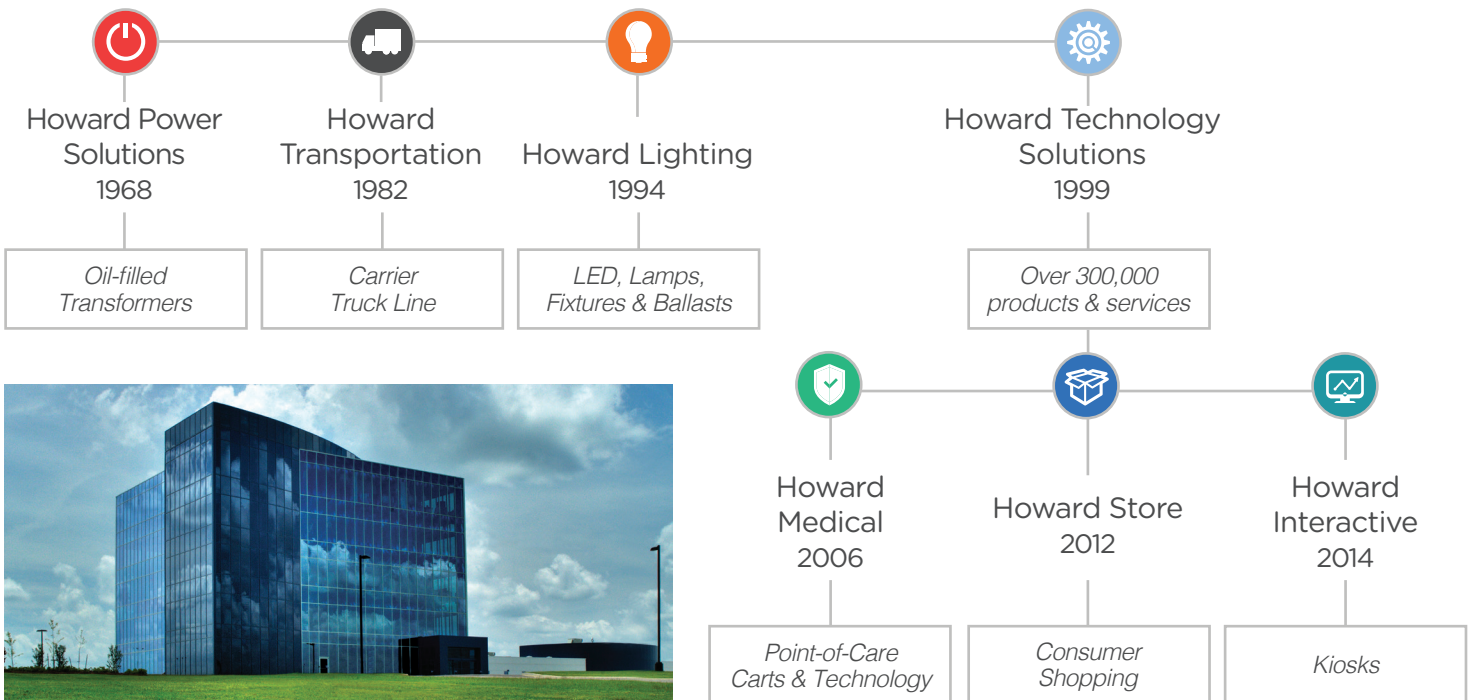 Howard Power
Solutions
1968
Oil-filled
Transformers
Howard
Transportation
1982
Carrier
Truck Line
Howard Lighting
1994
LED, Lamps,
Fixtures & Ballasts
Howard Technology
Solutions
1999
Over 300,000
products & services
Howard
Medical
2006
Point-of-Care
Carts & Technology
Howard Store
2012
Consumer
Shopping
Howard
Interactive
2014
Kiosks